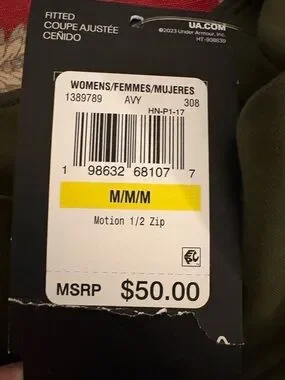 FITTED
COUPE AJUSTÉE
CEÑIDO
UA.COM
©2023 Under Armour, Inc.
HT-908639
WOMENS/FEMMES/MUJERES
1389789 AVY 308
HN-P1-17
1 98632 68107 7
M/M/M
Motion 1/2 Zip
MSRP $50.00